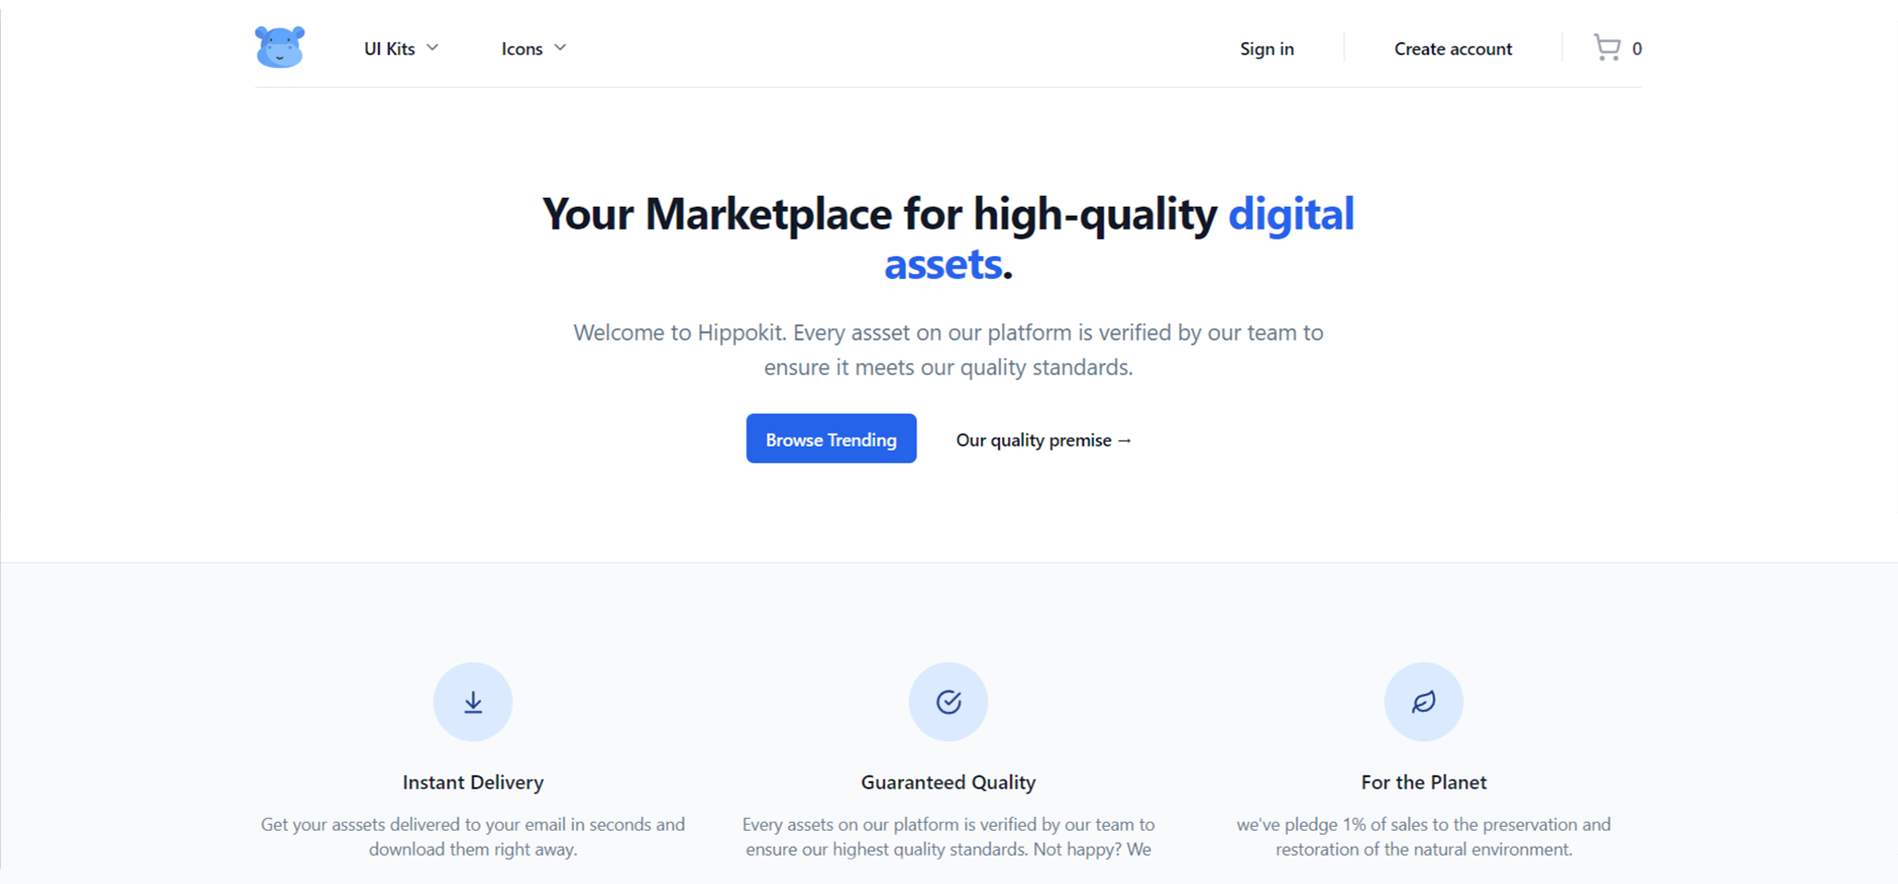 UI Kits
Icons
Sign in
Create account
0
Your Marketplace for high-quality digital
assets.
Welcome to Hippokit. Every assset on our platform is verified by our team to
ensure it meets our quality standards.
Browse Trending
Our quality premise →
Instant Delivery
Get your asssets delivered to your email in seconds and
download them right away.
Guaranteed Quality
Every assets on our platform is verified by our team to
ensure our highest quality standards. Not happy? We
For the Planet
we've pledge 1% of sales to the preservation and
restoration of the natural environment.